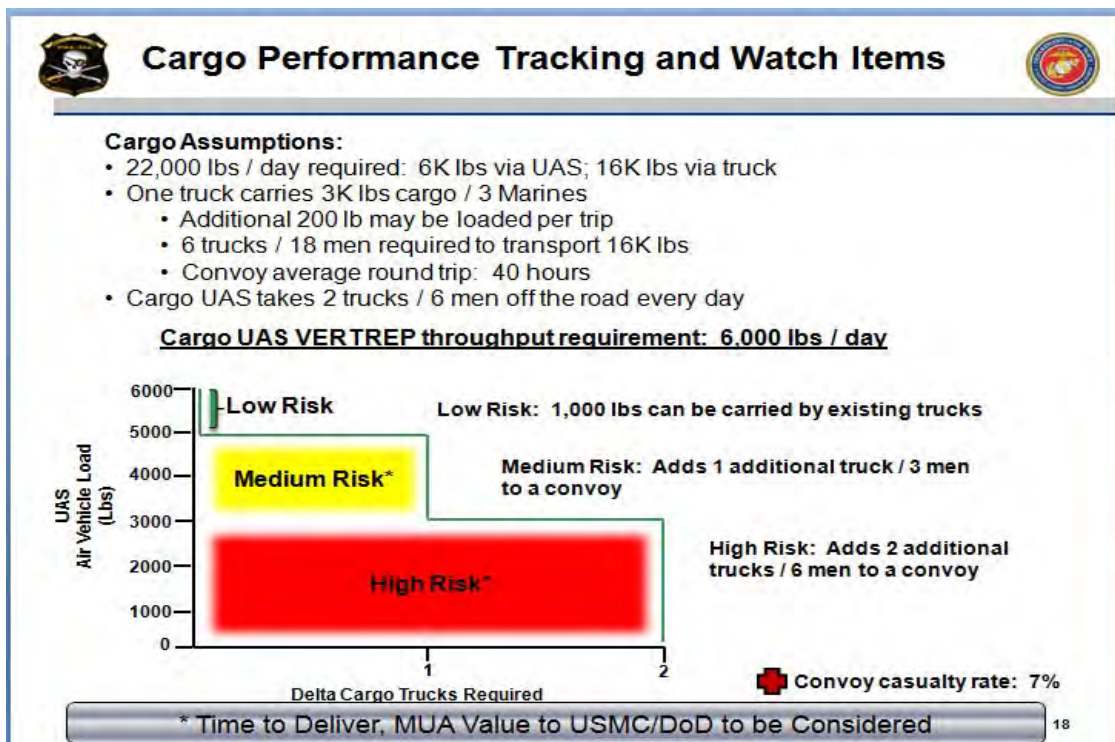 Cargo Performance Tracking and Watch Items
Cargo Assumptions:
• 22,000 lbs / day required: 6K lbs via UAS; 16K lbs via truck
• One truck carries 3K lbs cargo / 3 Marines
• Additional 200 lb may be loaded per trip
• 6 trucks / 18 men required to transport 16K lbs
• Convoy average round trip: 40 hours
• Cargo UAS takes 2 trucks / 6 men off the road every day
Cargo UAS VERTREP throughput requirement: 6,000 lbs / day
6000
5000
4000
3000
2000
1000
0
UAS
Air Vehicle Load
(Lbs)
Low Risk
Low Risk: 1,000 lbs can be carried by existing trucks
Medium Risk*
Medium Risk: Adds 1 additional truck / 3 men
to a convoy
High Risk*
High Risk: Adds 2 additional
trucks / 6 men to a convoy
1
2
Delta Cargo Trucks Required
Convoy casualty rate: 7%
* Time to Deliver, MUA Value to USMC/DoD to be Considered
18